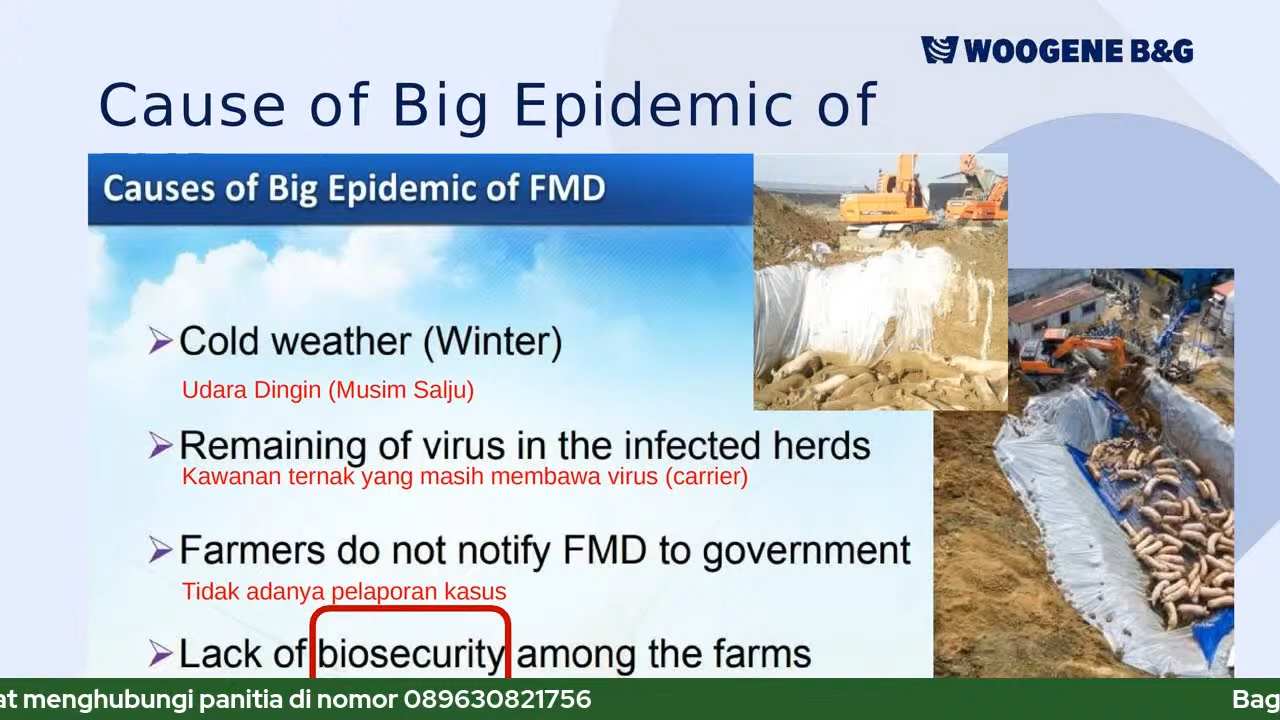 WOOGENE B&G
Cause of Big Epidemic of
Causes of Big Epidemic of FMD
Cold weather (Winter)
Udara Dingin (Musim Salju)
Remaining of virus in the infected herds
Kawanan ternak yang masih membawa virus (carrier)
Farmers do not notify FMD to government
Tidak adanya pelaporan kasus
Lack of biosecurity among the farms
at menghubungi panitia di nomor 089630821756
Bag